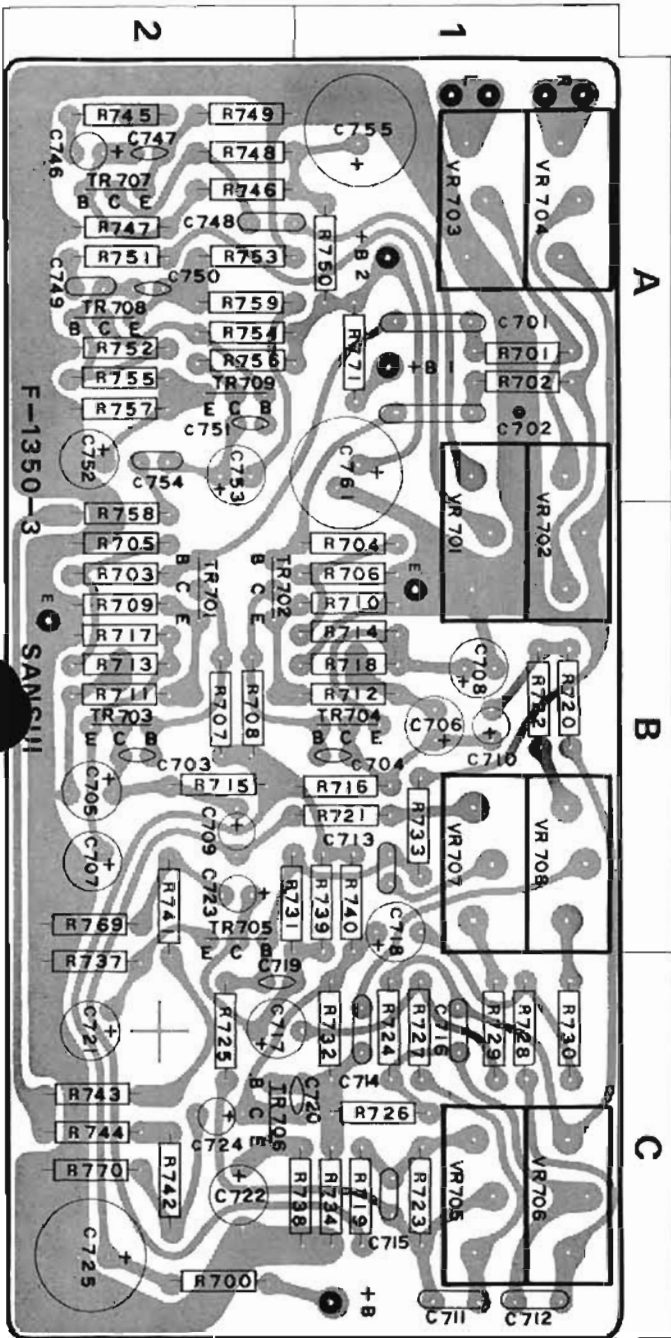 2 1
A
B
C
L R
R745 R749 C755
C746 + C747
R748
TR707
B C E
R746
VR703 VR704
R747 C748
R751 R753 R750 +B2
C749 C750
TR708
B C E
R759
R754
C701
R752 R756 R771 R701
R755 TR709 +B1 R702
R757 E C B
C751 C702
F-1350-3
C752 C754 C753 C761
VR701 VR702
R758
R705 R704
R703 B C E TR701 B C E TR702 R706 E
R709 R710
E R717 R714
SANSUI
R713 R718 C708
R711 R707 R708 R712 R722 R720
TR703 TR704 C706
E C B B C E
C703 C704 C710
C705 R715 R716
R721 R733
C709 C713 VR707 VR708
C707
R741 C723 R731 R739 R740
R769 TR705 C718
E C B
R737 C719
C721 R725 C717 R732 R724 R727 C716 R729 R728 R730
R743 C714
B C E TR706 C720
R744 C724 R726
R770 R742 C722 R738 R734 R719 R723 VR705 VR706
C725 C715
R700 +B C711 C712